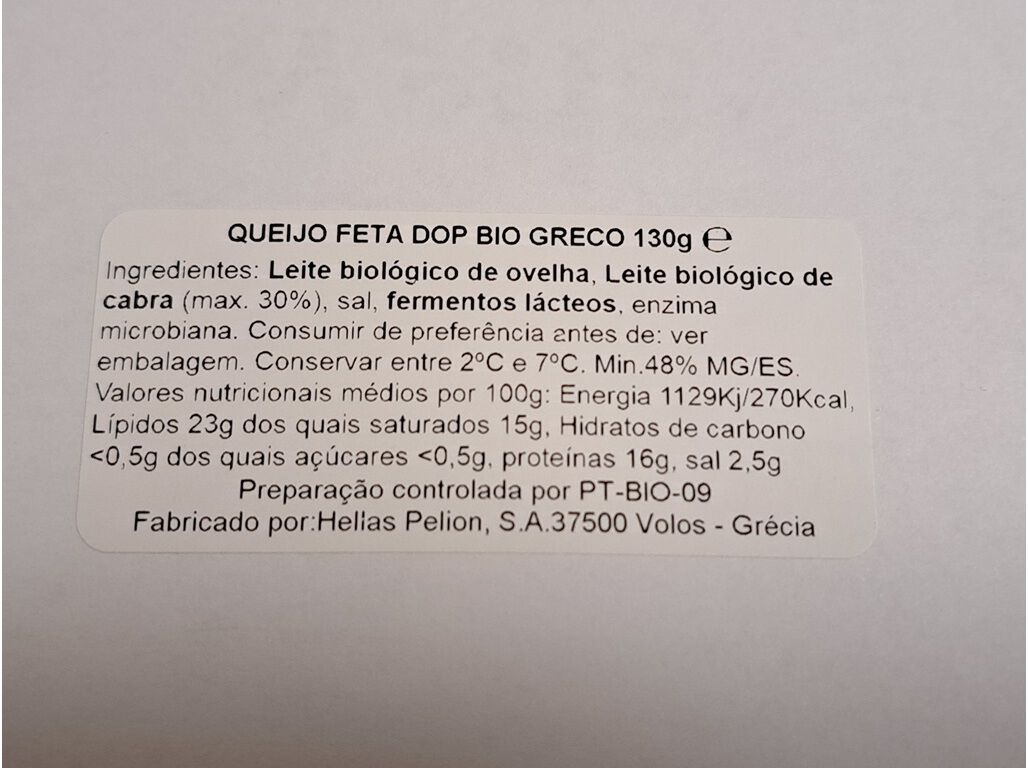 QUEIJO FETA DOP BIO GRECO 130g ℮
Ingredientes: Leite biológico de ovelha, Leite biológico de
cabra (max. 30%), sal, fermentos lácteos, enzima
microbiana. Consumir de preferência antes de: ver
embalagem. Conservar entre 2ºC e 7ºC. Min.48% MG/ES.
Valores nutricionais médios por 100g: Energia 1129Kj/270Kcal,
Lípidos 23g dos quais saturados 15g, Hidratos de carbono
<0,5g dos quais açúcares <0,5g, proteínas 16g, sal 2,5g
Preparação controlada por PT-BIO-09
Fabricado por:Hellas Pelion, S.A.37500 Volos - Grécia